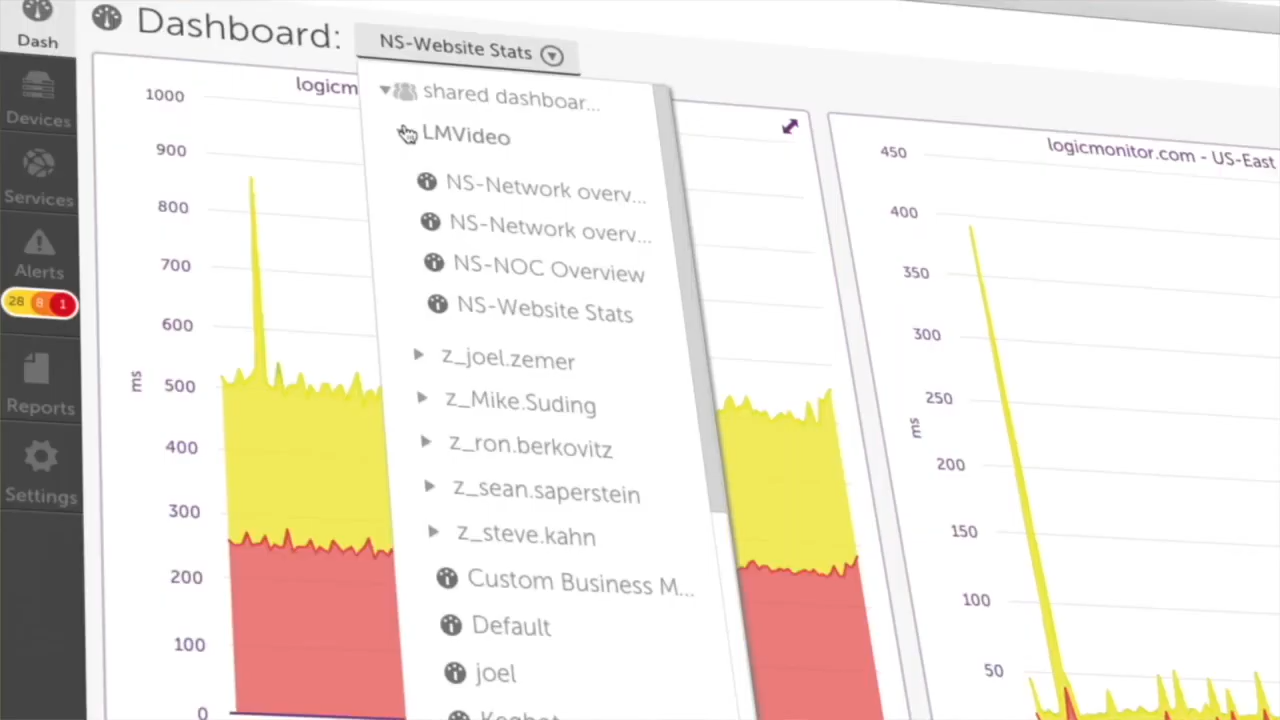 Dash
Devices
Services
Alerts
28 8 1
Reports
Settings
Dashboard:
NS-Website Stats
shared dashboar...
LMVideo
NS-Network overv...
NS-Network overv...
NS-NOC Overview
NS-Website Stats
z_joel.zemer
z_Mike.Suding
z_ron.berkovitz
z_sean.saperstein
z_steve.kahn
Custom Business M...
Default
joel
logicm
1000
900
800
700
600
500
400
300
200
100
0
ms
logicmonitor.com - US-East
450
400
350
300
250
200
150
100
50
ms